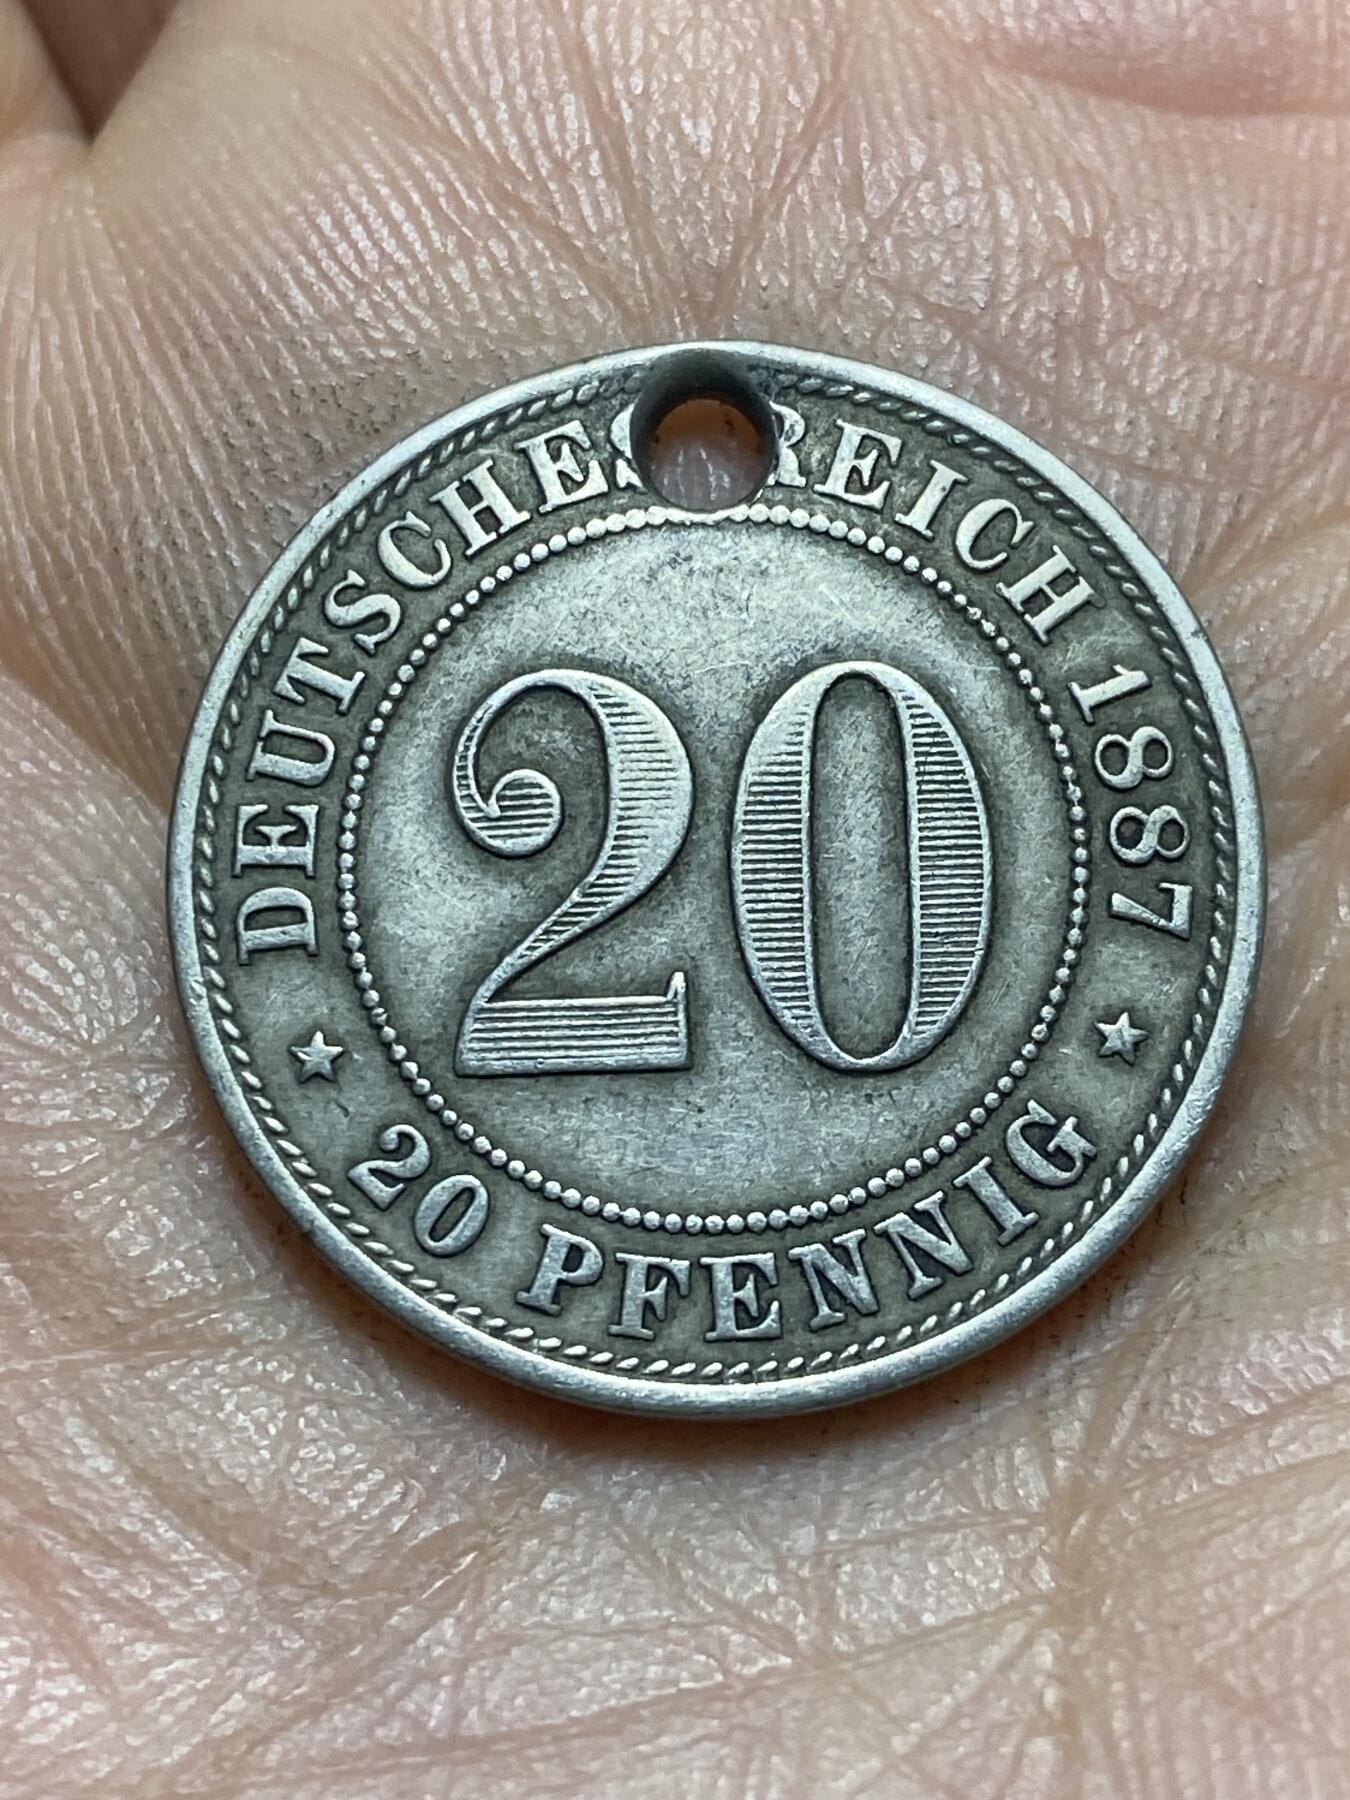 DEUTSCHES REICH 1887
20
20 PFENNIG